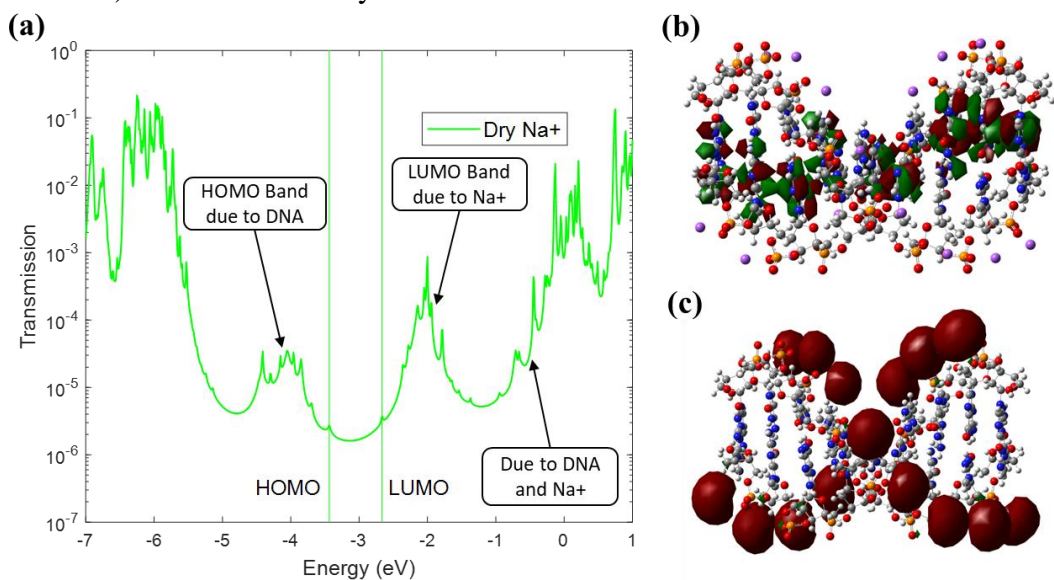 (a)
10^0
10^-1
10^-2
10^-3
10^-4
10^-5
10^-6
10^-7
Transmission
Dry Na+
HOMO Band
due to DNA
LUMO Band
due to Na+
Due to DNA
and Na+
HOMO
LUMO
-7 -6 -5 -4 -3 -2 -1 0 1
Energy (eV)
(b)
(c)